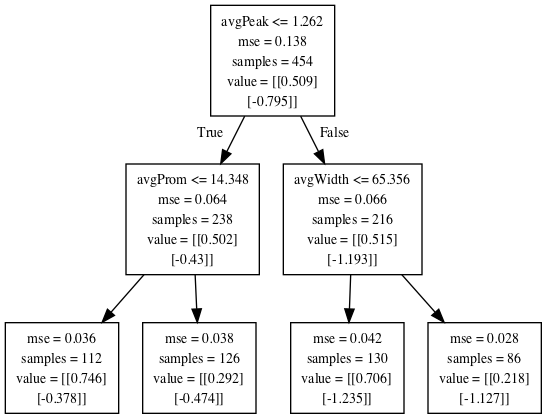 avgPeak <= 1.262
mse = 0.138
samples = 454
value = [[0.509]
[-0.795]]
True
False
avgProm <= 14.348
mse = 0.064
samples = 238
value = [[0.502]
[-0.43]]
avgWidth <= 65.356
mse = 0.066
samples = 216
value = [[0.515]
[-1.193]]
mse = 0.036
samples = 112
value = [[0.746]
[-0.378]]
mse = 0.038
samples = 126
value = [[0.292]
[-0.474]]
mse = 0.042
samples = 130
value = [[0.706]
[-1.235]]
mse = 0.028
samples = 86
value = [[0.218]
[-1.127]]